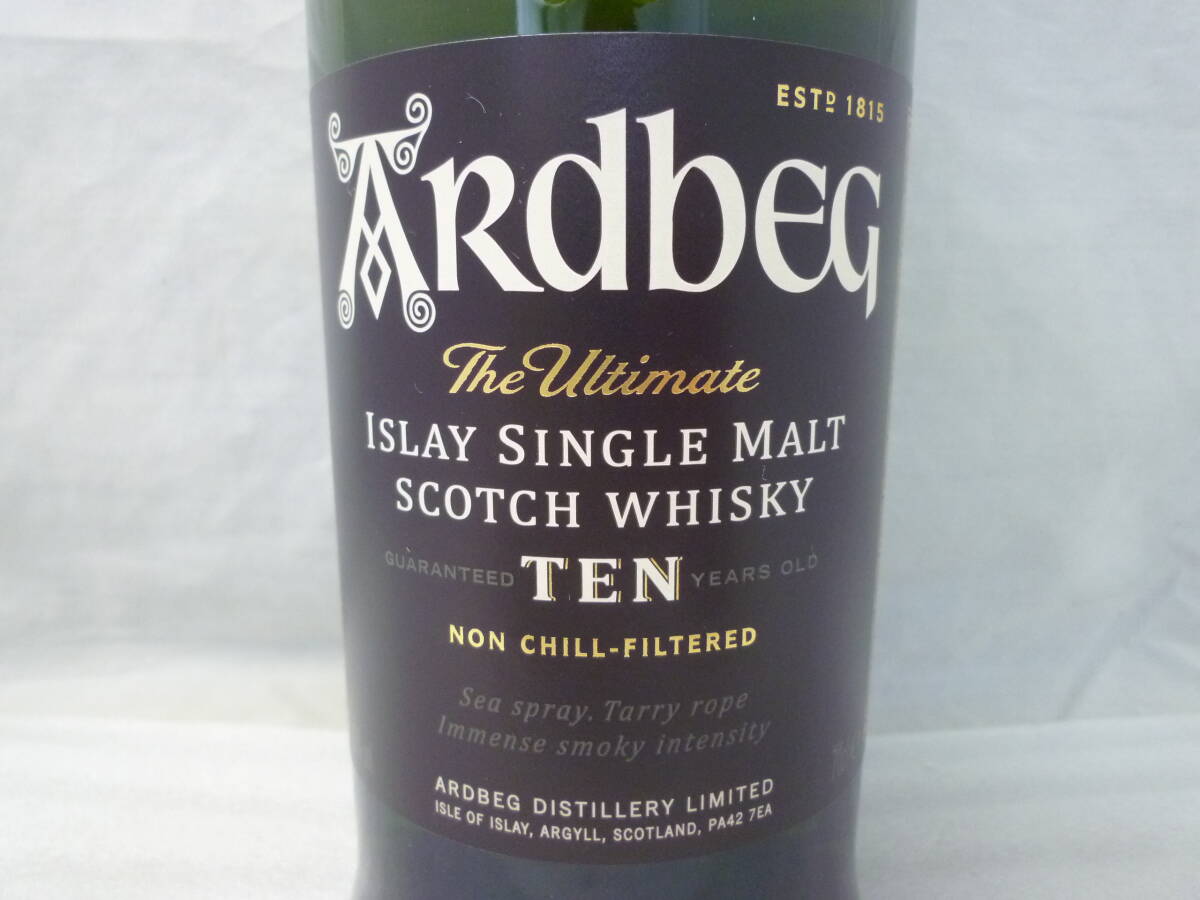 ESTD 1815
ARDBEG
The Ultimate
ISLAY SINGLE MALT
SCOTCH WHISKY
GUARANTEED TEN YEARS OLD
NON CHILL-FILTERED
Sea spray, Tarry rope
Immense smoky intensity
ARDBEG DISTILLERY LIMITED
ISLE OF ISLAY, ARGYLL, SCOTLAND, PA42 7EA